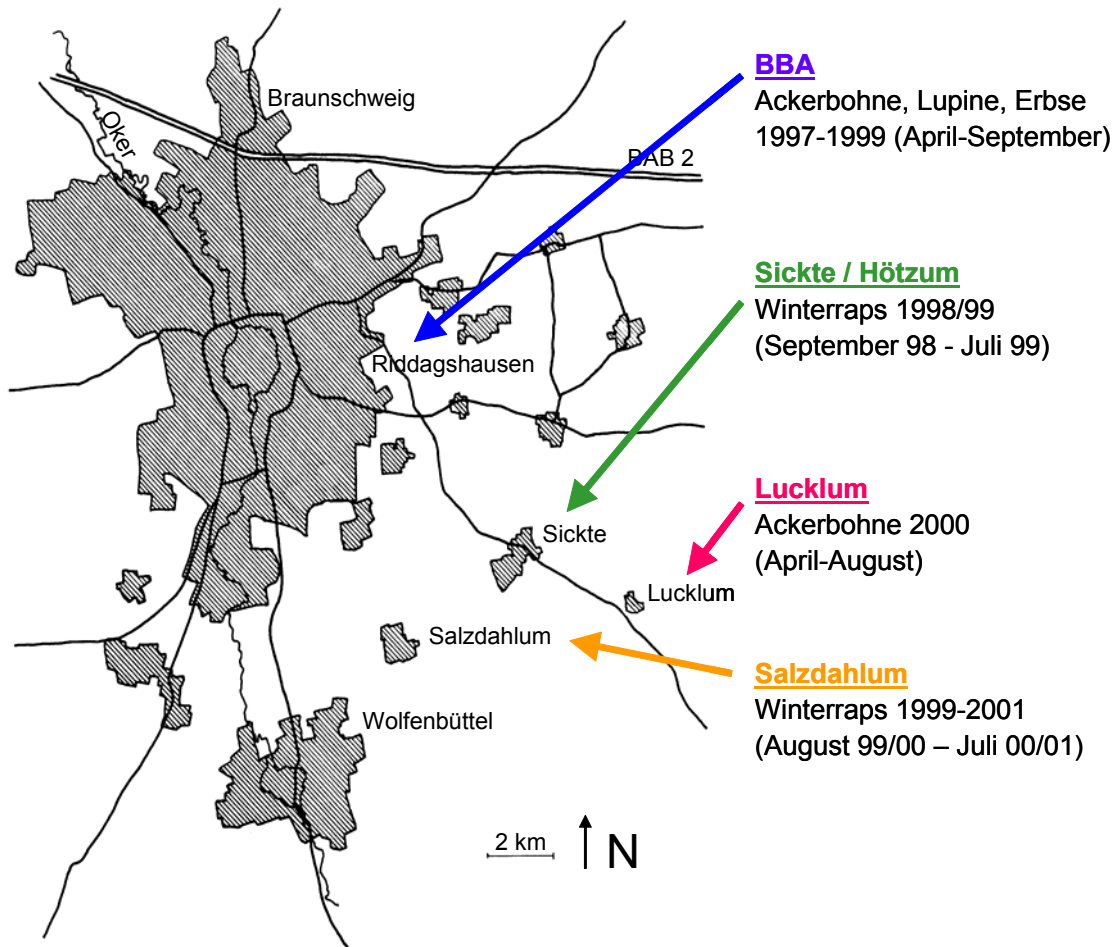 BBA
Ackerbohne, Lupine, Erbse
1997-1999 (April-September)
Braunschweig
Oker
BAB 2
Sickte / Hötzum
Winterraps 1998/99
(September 98 - Juli 99)
Riddagshausen
Lucklum
Ackerbohne 2000
(April-August)
Sickte
Lucklum
Salzdahlum
Salzdahlum
Winterraps 1999-2001
(August 99/00 – Juli 00/01)
Wolfenbüttel
2 km
N